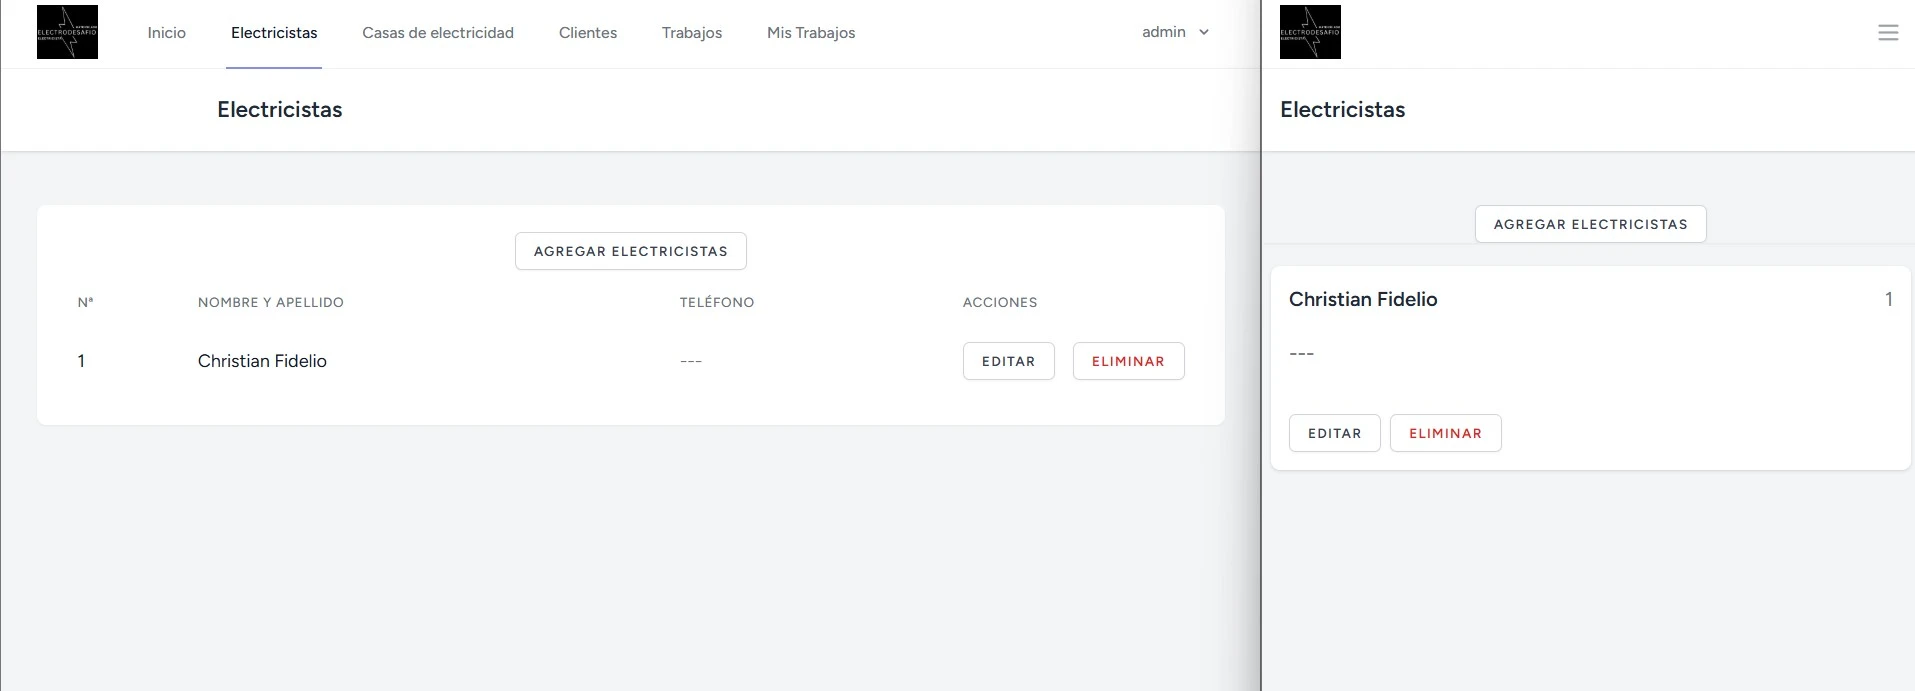 ELECTRODESAFIO
Inicio
Electricistas
Casas de electricidad
Clientes
Trabajos
Mis Trabajos
admin
Electricistas
AGREGAR ELECTRICISTAS
Nª NOMBRE Y APELLIDO TELÉFONO ACCIONES
1 Christian Fidelio --- EDITAR ELIMINAR
ELECTRODESAFIO
Electricistas
AGREGAR ELECTRICISTAS
Christian Fidelio 1
---
EDITAR ELIMINAR